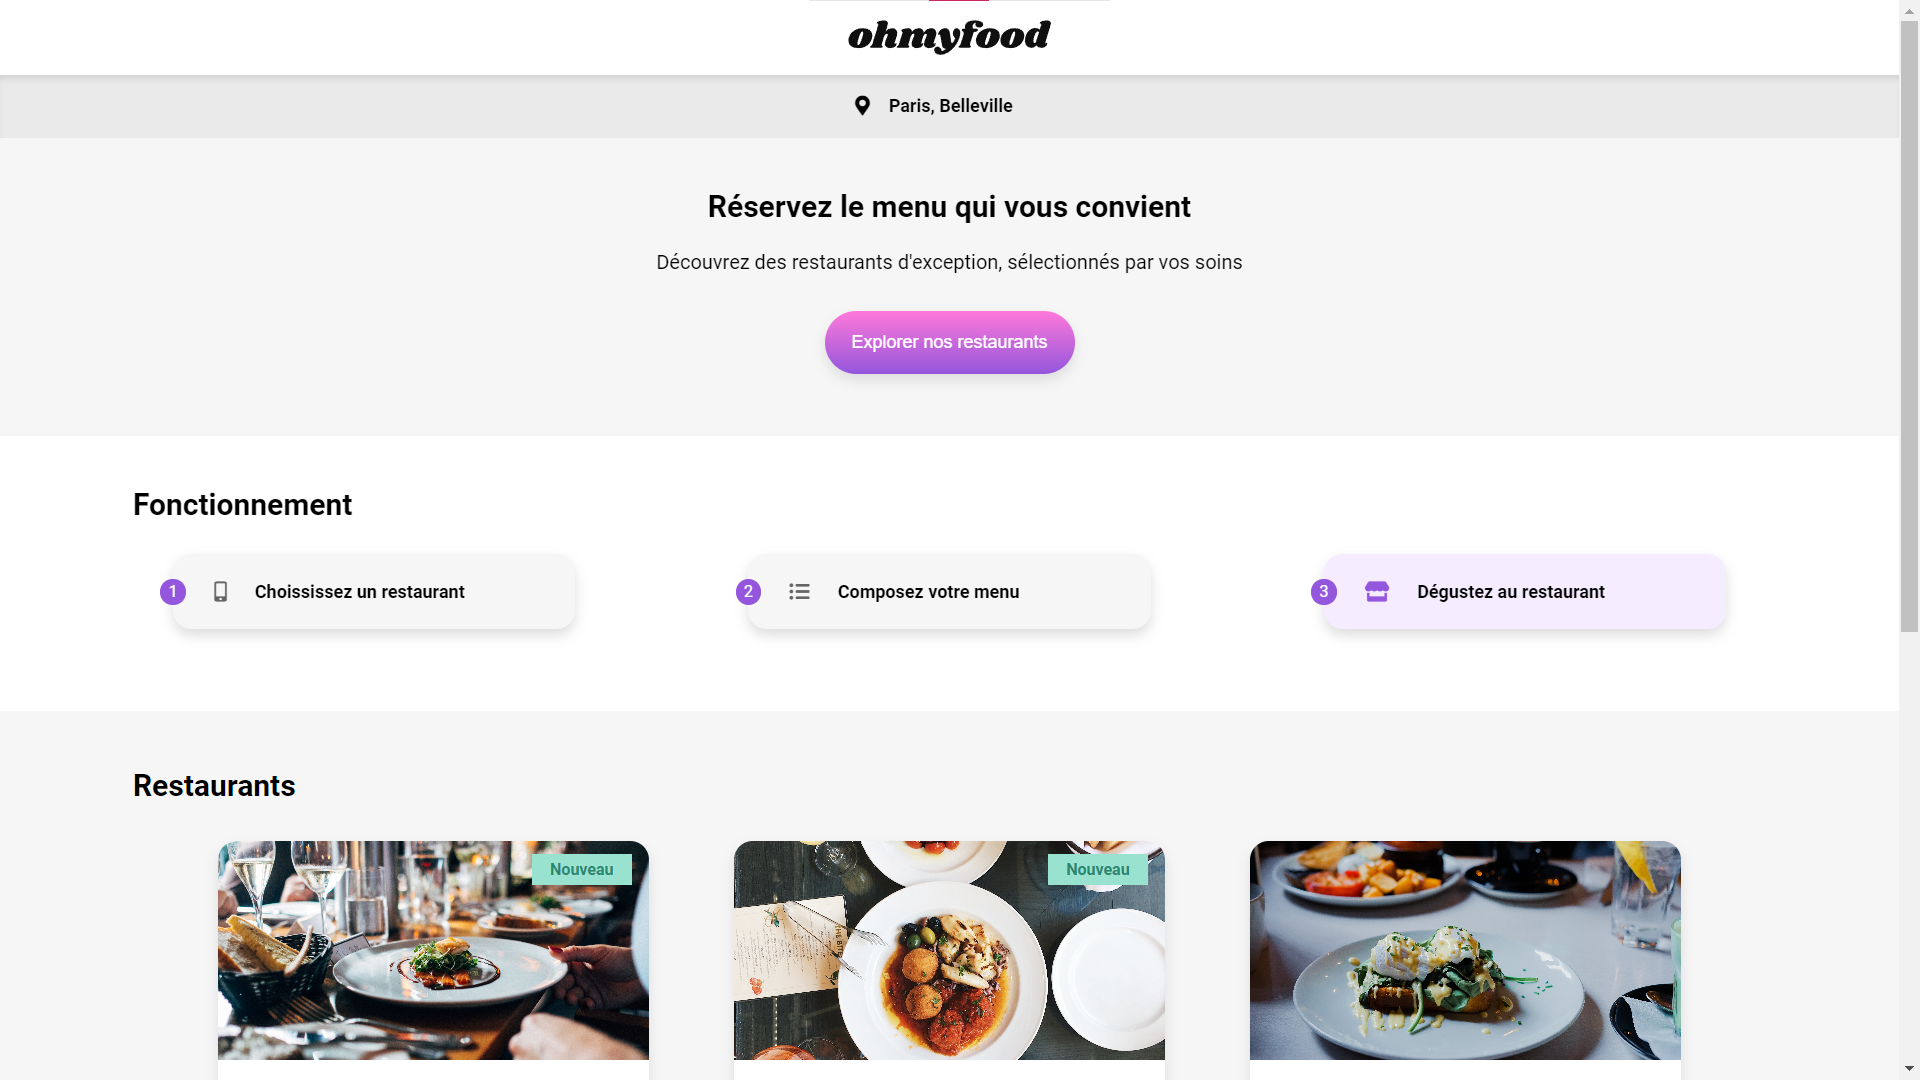 ohmyfood
Paris, Belleville
Réservez le menu qui vous convient
Découvrez des restaurants d'exception, sélectionnés par vos soins
Explorer nos restaurants
Fonctionnement
1 Choississez un restaurant
2 Composez votre menu
3 Dégustez au restaurant
Restaurants
Nouveau
Nouveau